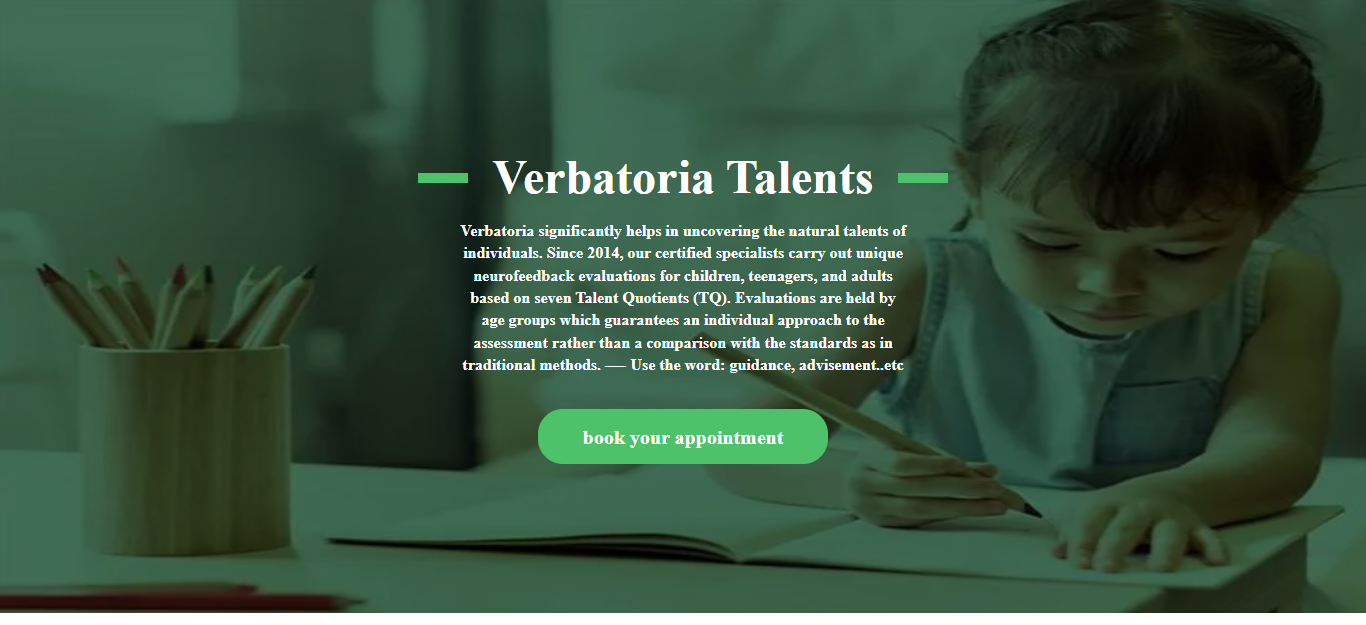 Verbatoria Talents
Verbatoria significantly helps in uncovering the natural talents of
individuals. Since 2014, our certified specialists carry out unique
neurofeedback evaluations for children, teenagers, and adults
based on seven Talent Quotients (TQ). Evaluations are held by
age groups which guarantees an individual approach to the
assessment rather than a comparison with the standards as in
traditional methods. —– Use the word: guidance, advisement..etc
book your appointment